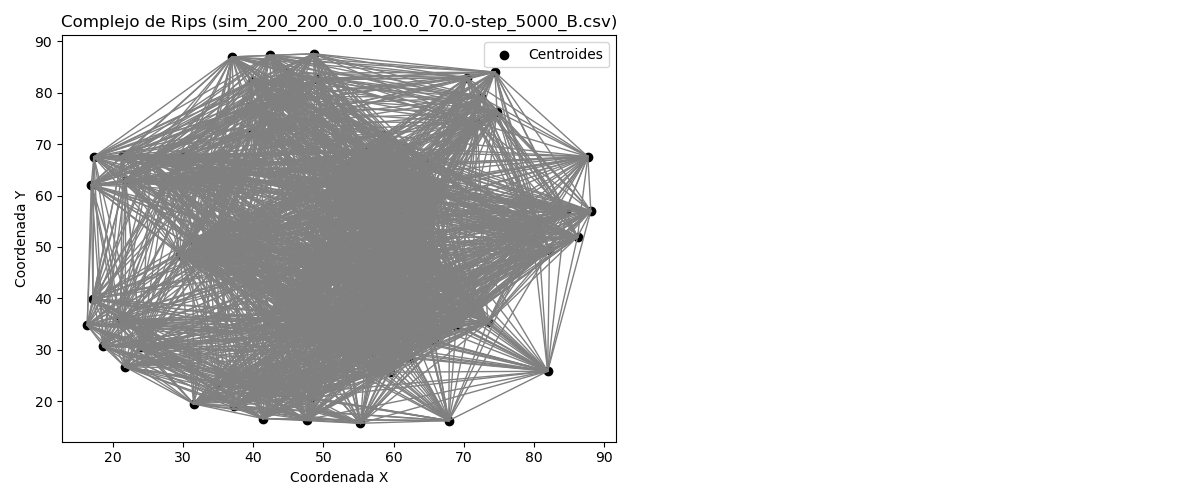 Complejo de Rips (sim_200_200_0.0_100.0_70.0-step_5000_B.csv)
Centroides
Coordenada Y
90
80
70
60
50
40
30
20
20 30 40 50 60 70 80 90
Coordenada X